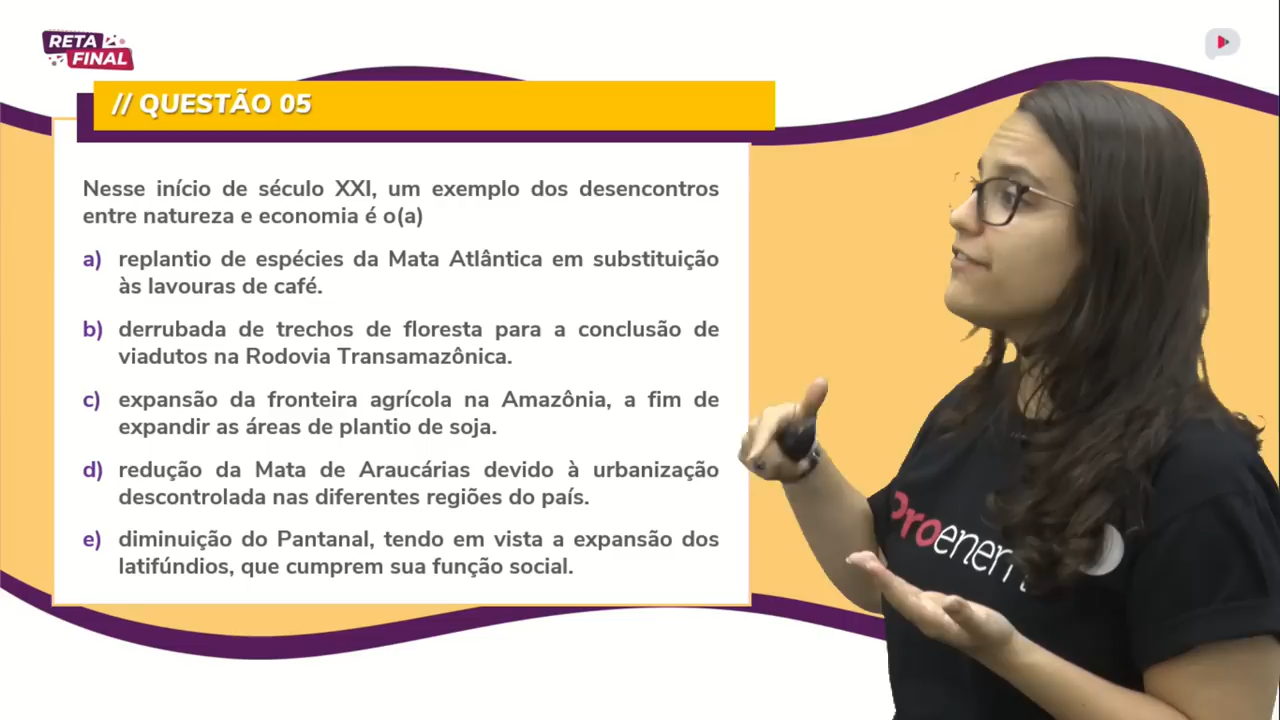 RETA
FINAL
// QUESTÃO 05
Nesse início de século XXI, um exemplo dos desencontros
entre natureza e economia é o(a)
a) replantio de espécies da Mata Atlântica em substituição
às lavouras de café.
b) derrubada de trechos de floresta para a conclusão de
viadutos na Rodovia Transamazônica.
c) expansão da fronteira agrícola na Amazônia, a fim de
expandir as áreas de plantio de soja.
d) redução da Mata de Araucárias devido à urbanização
descontrolada nas diferentes regiões do país.
e) diminuição do Pantanal, tendo em vista a expansão dos
latifúndios, que cumprem sua função social.
Proenem